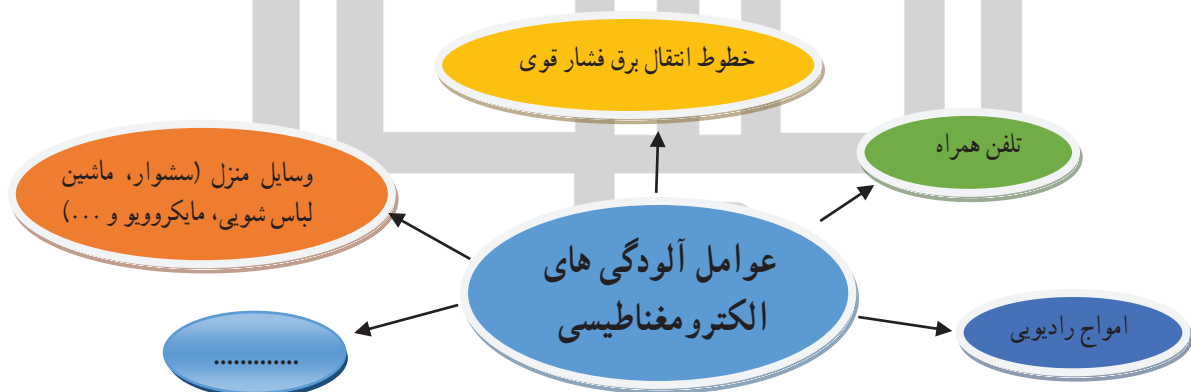 خطوط انتقال برق فشار قوی
تلفن همراه
وسایل منزل (سشوار، ماشین
لباس شویی، مایکروویو و ...)
عوامل آلودگی های
الکترومغناطیسی
امواج رادیویی
.............